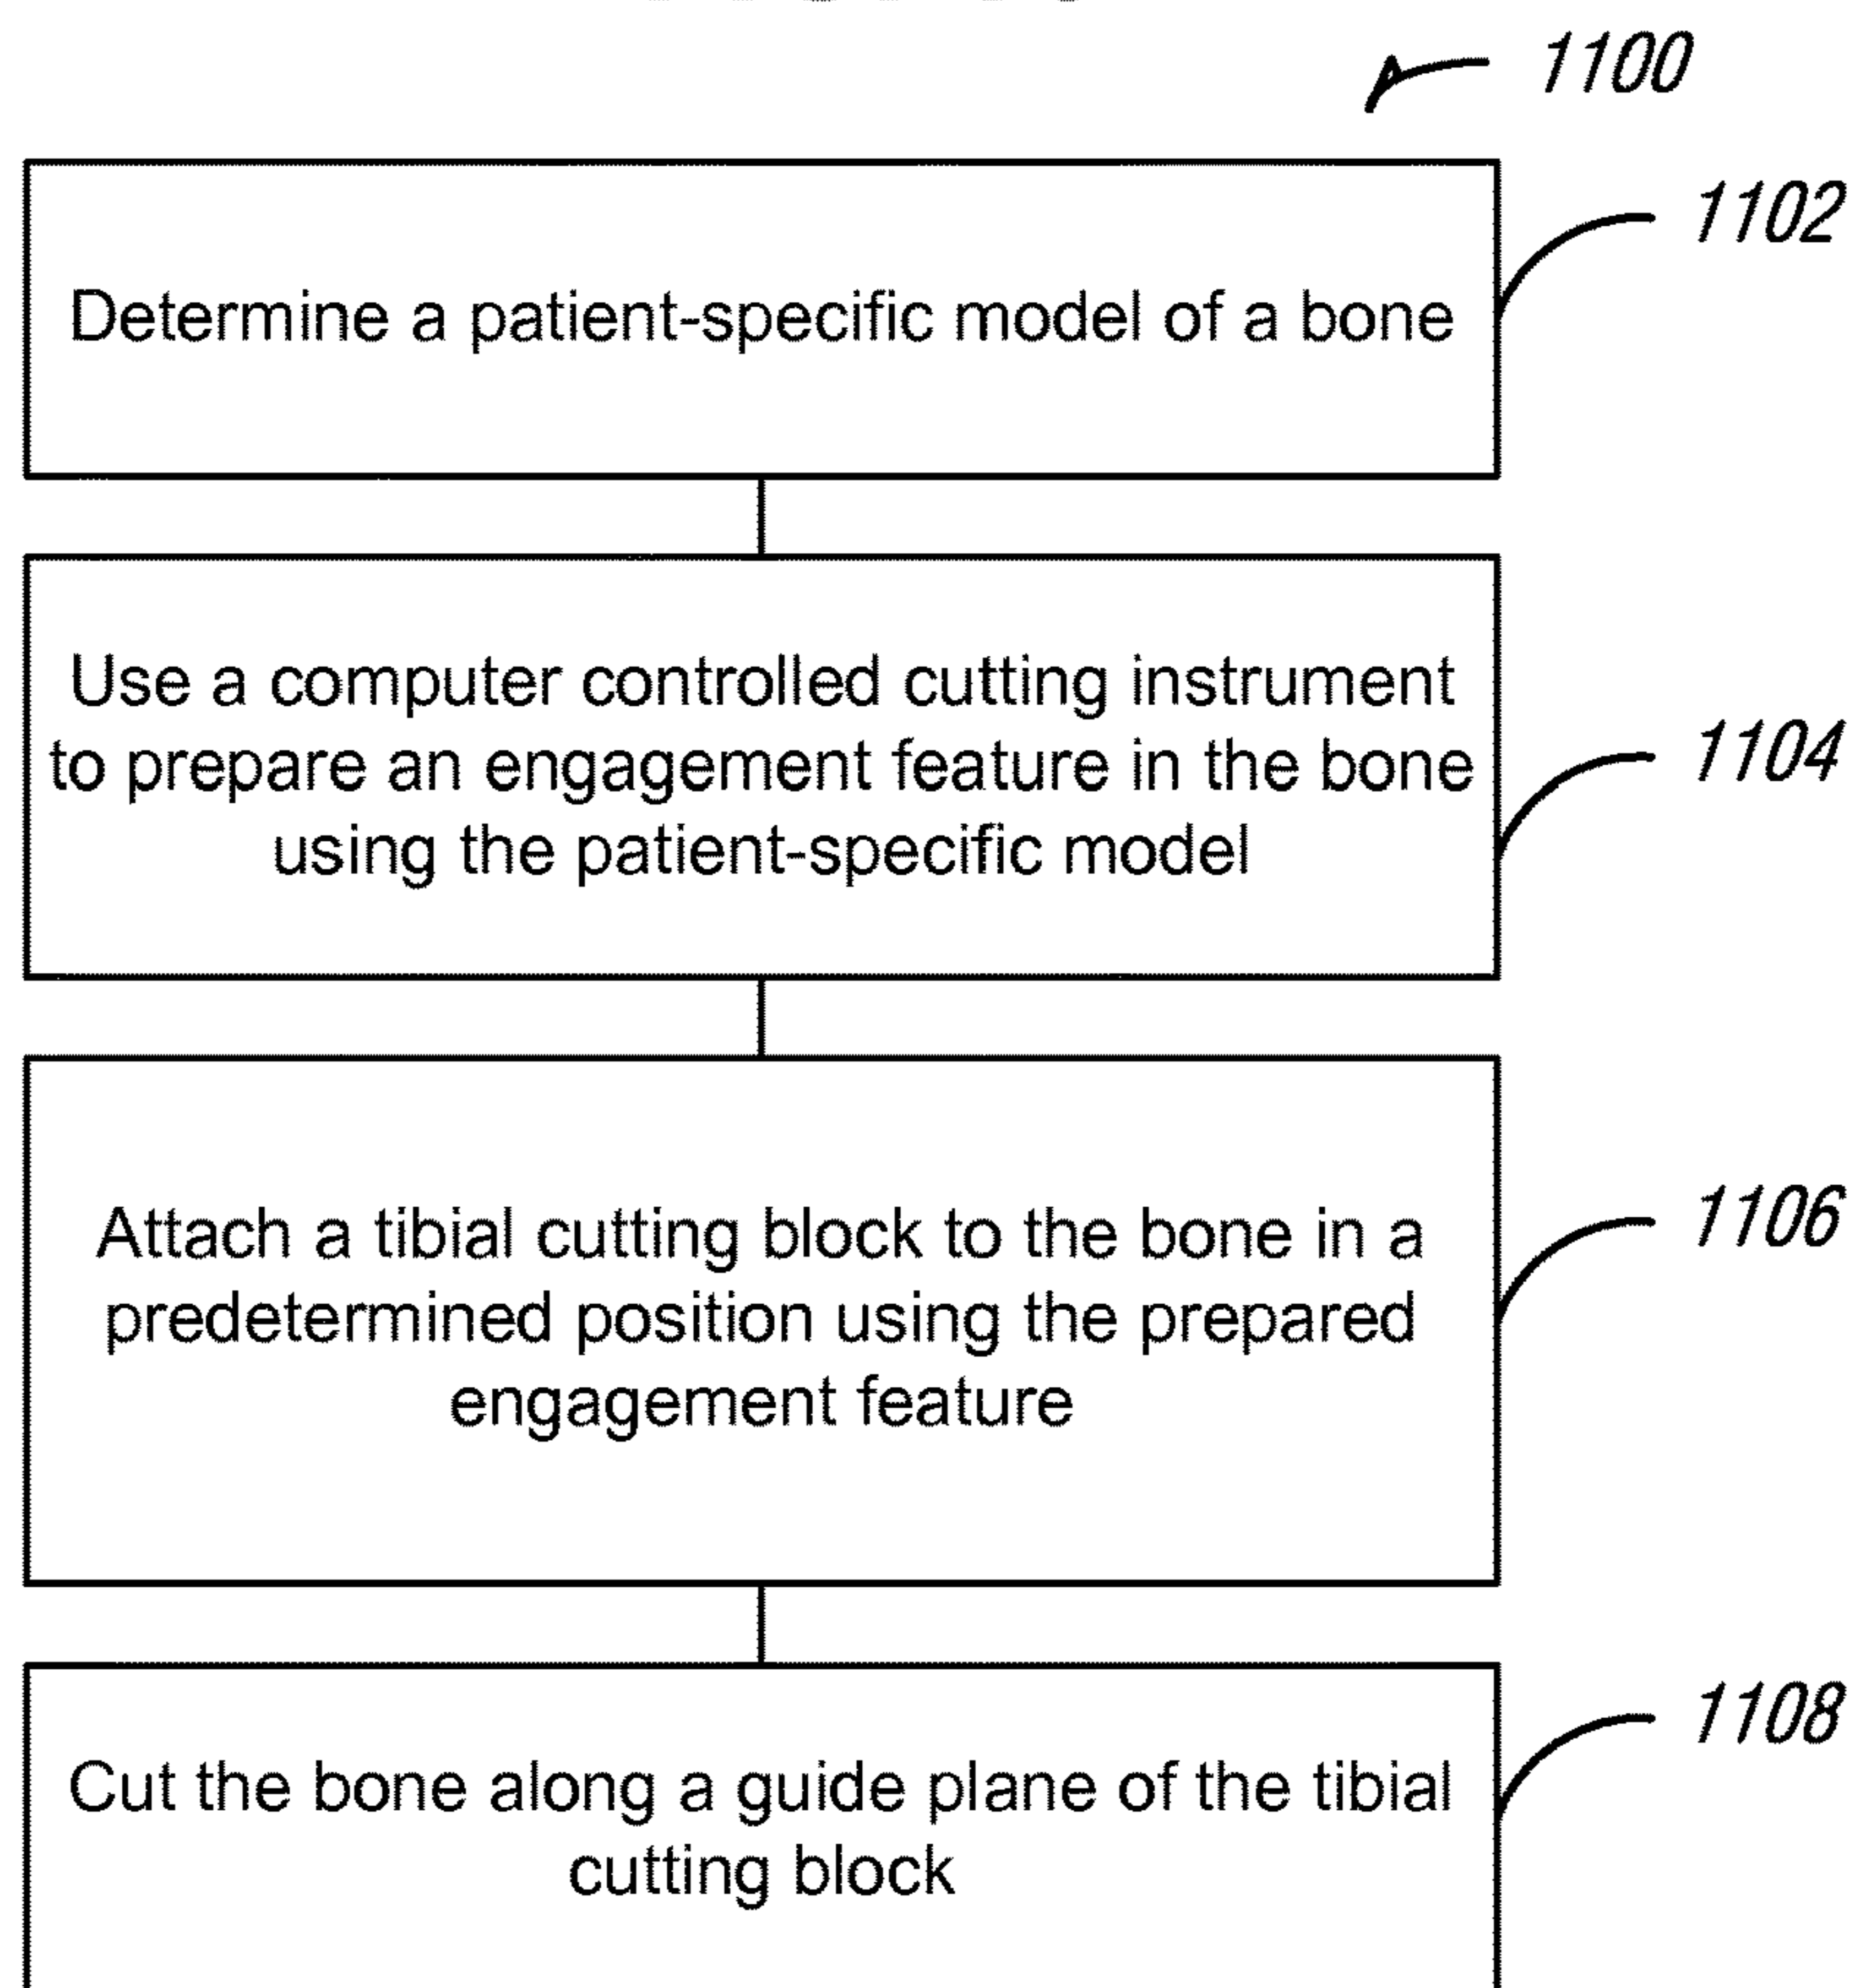 1100
1102
Determine a patient-specific model of a bone
Use a computer controlled cutting instrument
to prepare an engagement feature in the bone
using the patient-specific model
1104
Attach a tibial cutting block to the bone in a
predetermined position using the prepared
engagement feature
1106
Cut the bone along a guide plane of the tibial
cutting block
1108